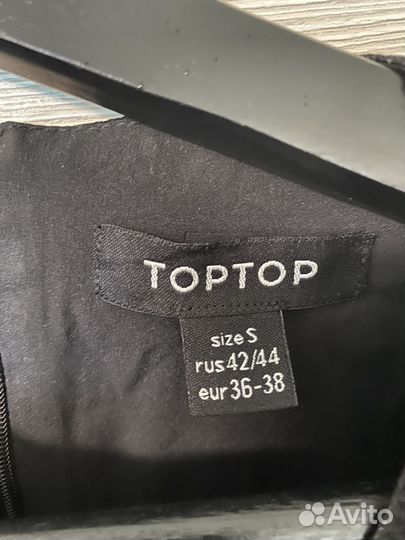 TOPTOP
size S
rus 42/44
eur 36-38
Avito